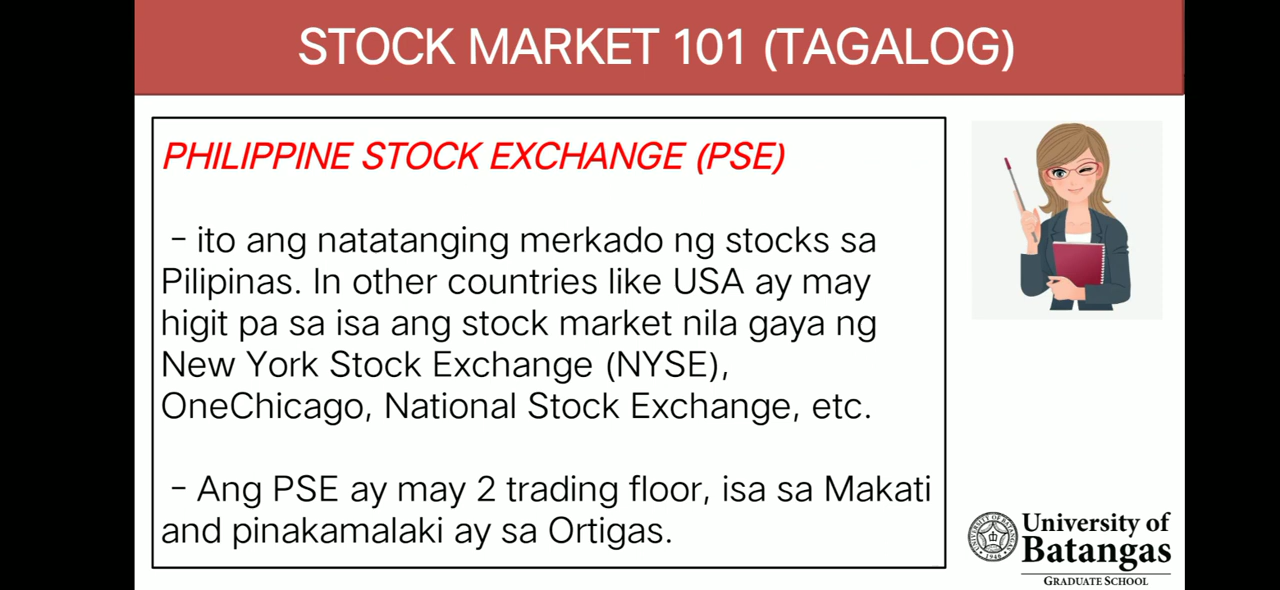 STOCK MARKET 101 (TAGALOG)
PHILIPPINE STOCK EXCHANGE (PSE)
- ito ang natatanging merkado ng stocks sa
Pilipinas. In other countries like USA ay may
higit pa sa isa ang stock market nila gaya ng
New York Stock Exchange (NYSE),
OneChicago, National Stock Exchange, etc.
- Ang PSE ay may 2 trading floor, isa sa Makati
and pinakamalaki ay sa Ortigas.
University of
Batangas
GRADUATE SCHOOL